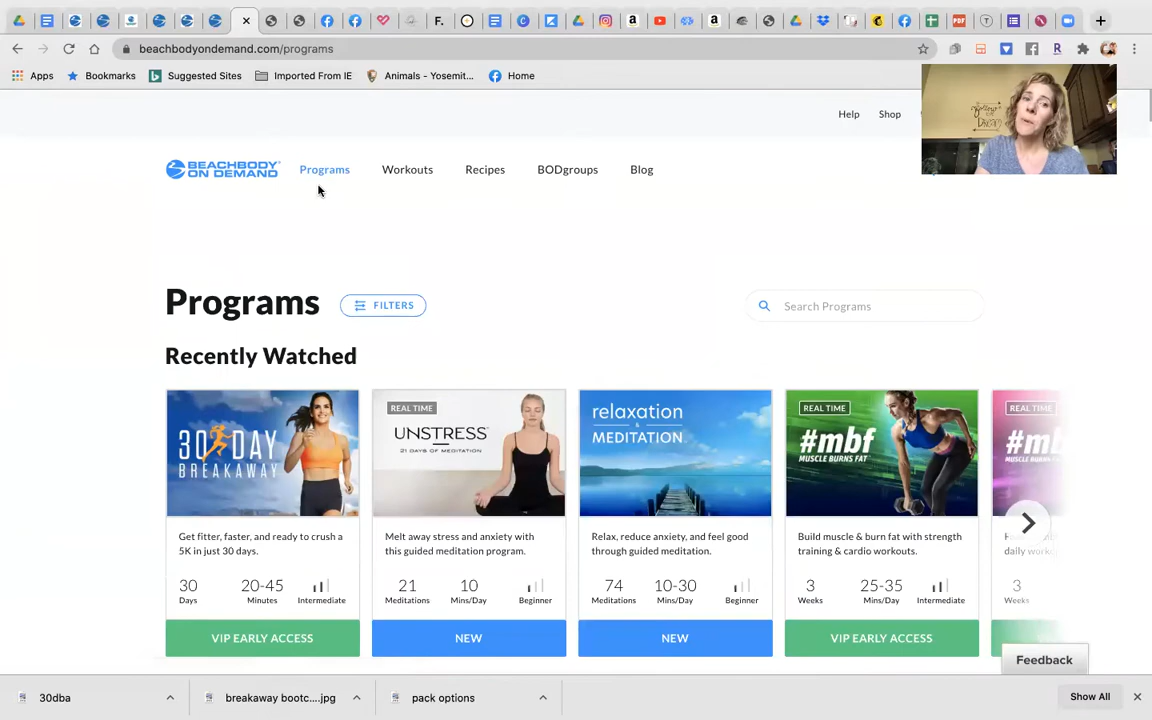 beachbodyondemand.com/programs
Apps
Bookmarks
Suggested Sites
Imported From IE
Animals - Yosemit...
Home
Help
Shop
follow
Dream
BEACHBODY
ON DEMAND
Programs
Workouts
Recipes
BODgroups
Blog
Programs
FILTERS
Search Programs
Recently Watched
30 DAY
BREAKAWAY
Get fitter, faster, and ready to crush a
5K in just 30 days.
30
Days
20-45
Minutes
Intermediate
VIP EARLY ACCESS
REAL TIME
UNSTRESS
21 DAYS OF MEDITATION
Melt away stress and anxiety with
this guided meditation program.
21
Meditations
10
Mins/Day
Beginner
NEW
relaxation
& MEDITATION
Relax, reduce anxiety, and feel good
through guided meditation.
74
Meditations
10-30
Mins/Day
Beginner
NEW
REAL TIME
#mbf
MUSCLE BURNS FAT
Build muscle & burn fat with strength
training & cardio workouts.
3
Weeks
25-35
Mins/Day
Intermediate
VIP EARLY ACCESS
REAL TIME
#mb
MUSCLE BURNS
daily
3
Weeks
Feedback
30dba
breakaway bootc....jpg
pack options
Show All